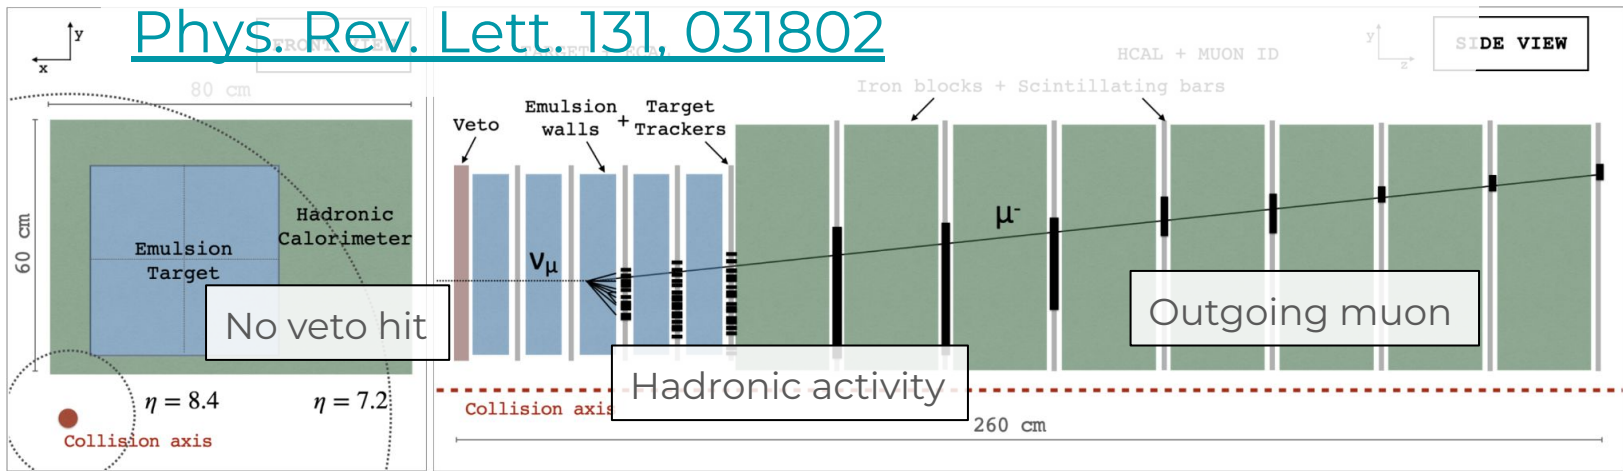 Phys. Rev. Lett. 131, 031802
y
x
FRONT VIEW
80 cm
60 cm
Emulsion
Target
Hadronic
Calorimeter
No veto hit
η = 8.4
η = 7.2
Collision axis
HCAL + MUON ID
Iron blocks + Scintillating bars
y
z
SIDE VIEW
Veto
Emulsion
walls
+
Target
Trackers
νμ
μ-
Outgoing muon
Hadronic activity
Collision axis
260 cm